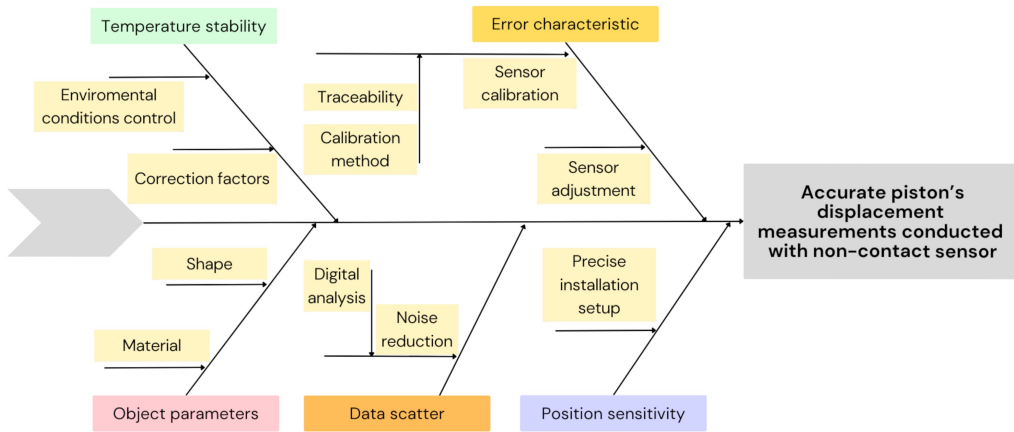 Temperature stability
Error characteristic
Enviromental
conditions control
Correction factors
Traceability
Calibration
method
Sensor
calibration
Sensor
adjustment
Accurate piston's
displacement
measurements conducted
with non-contact sensor
Shape
Material
Digital
analysis
Noise
reduction
Precise
installation
setup
Object parameters
Data scatter
Position sensitivity